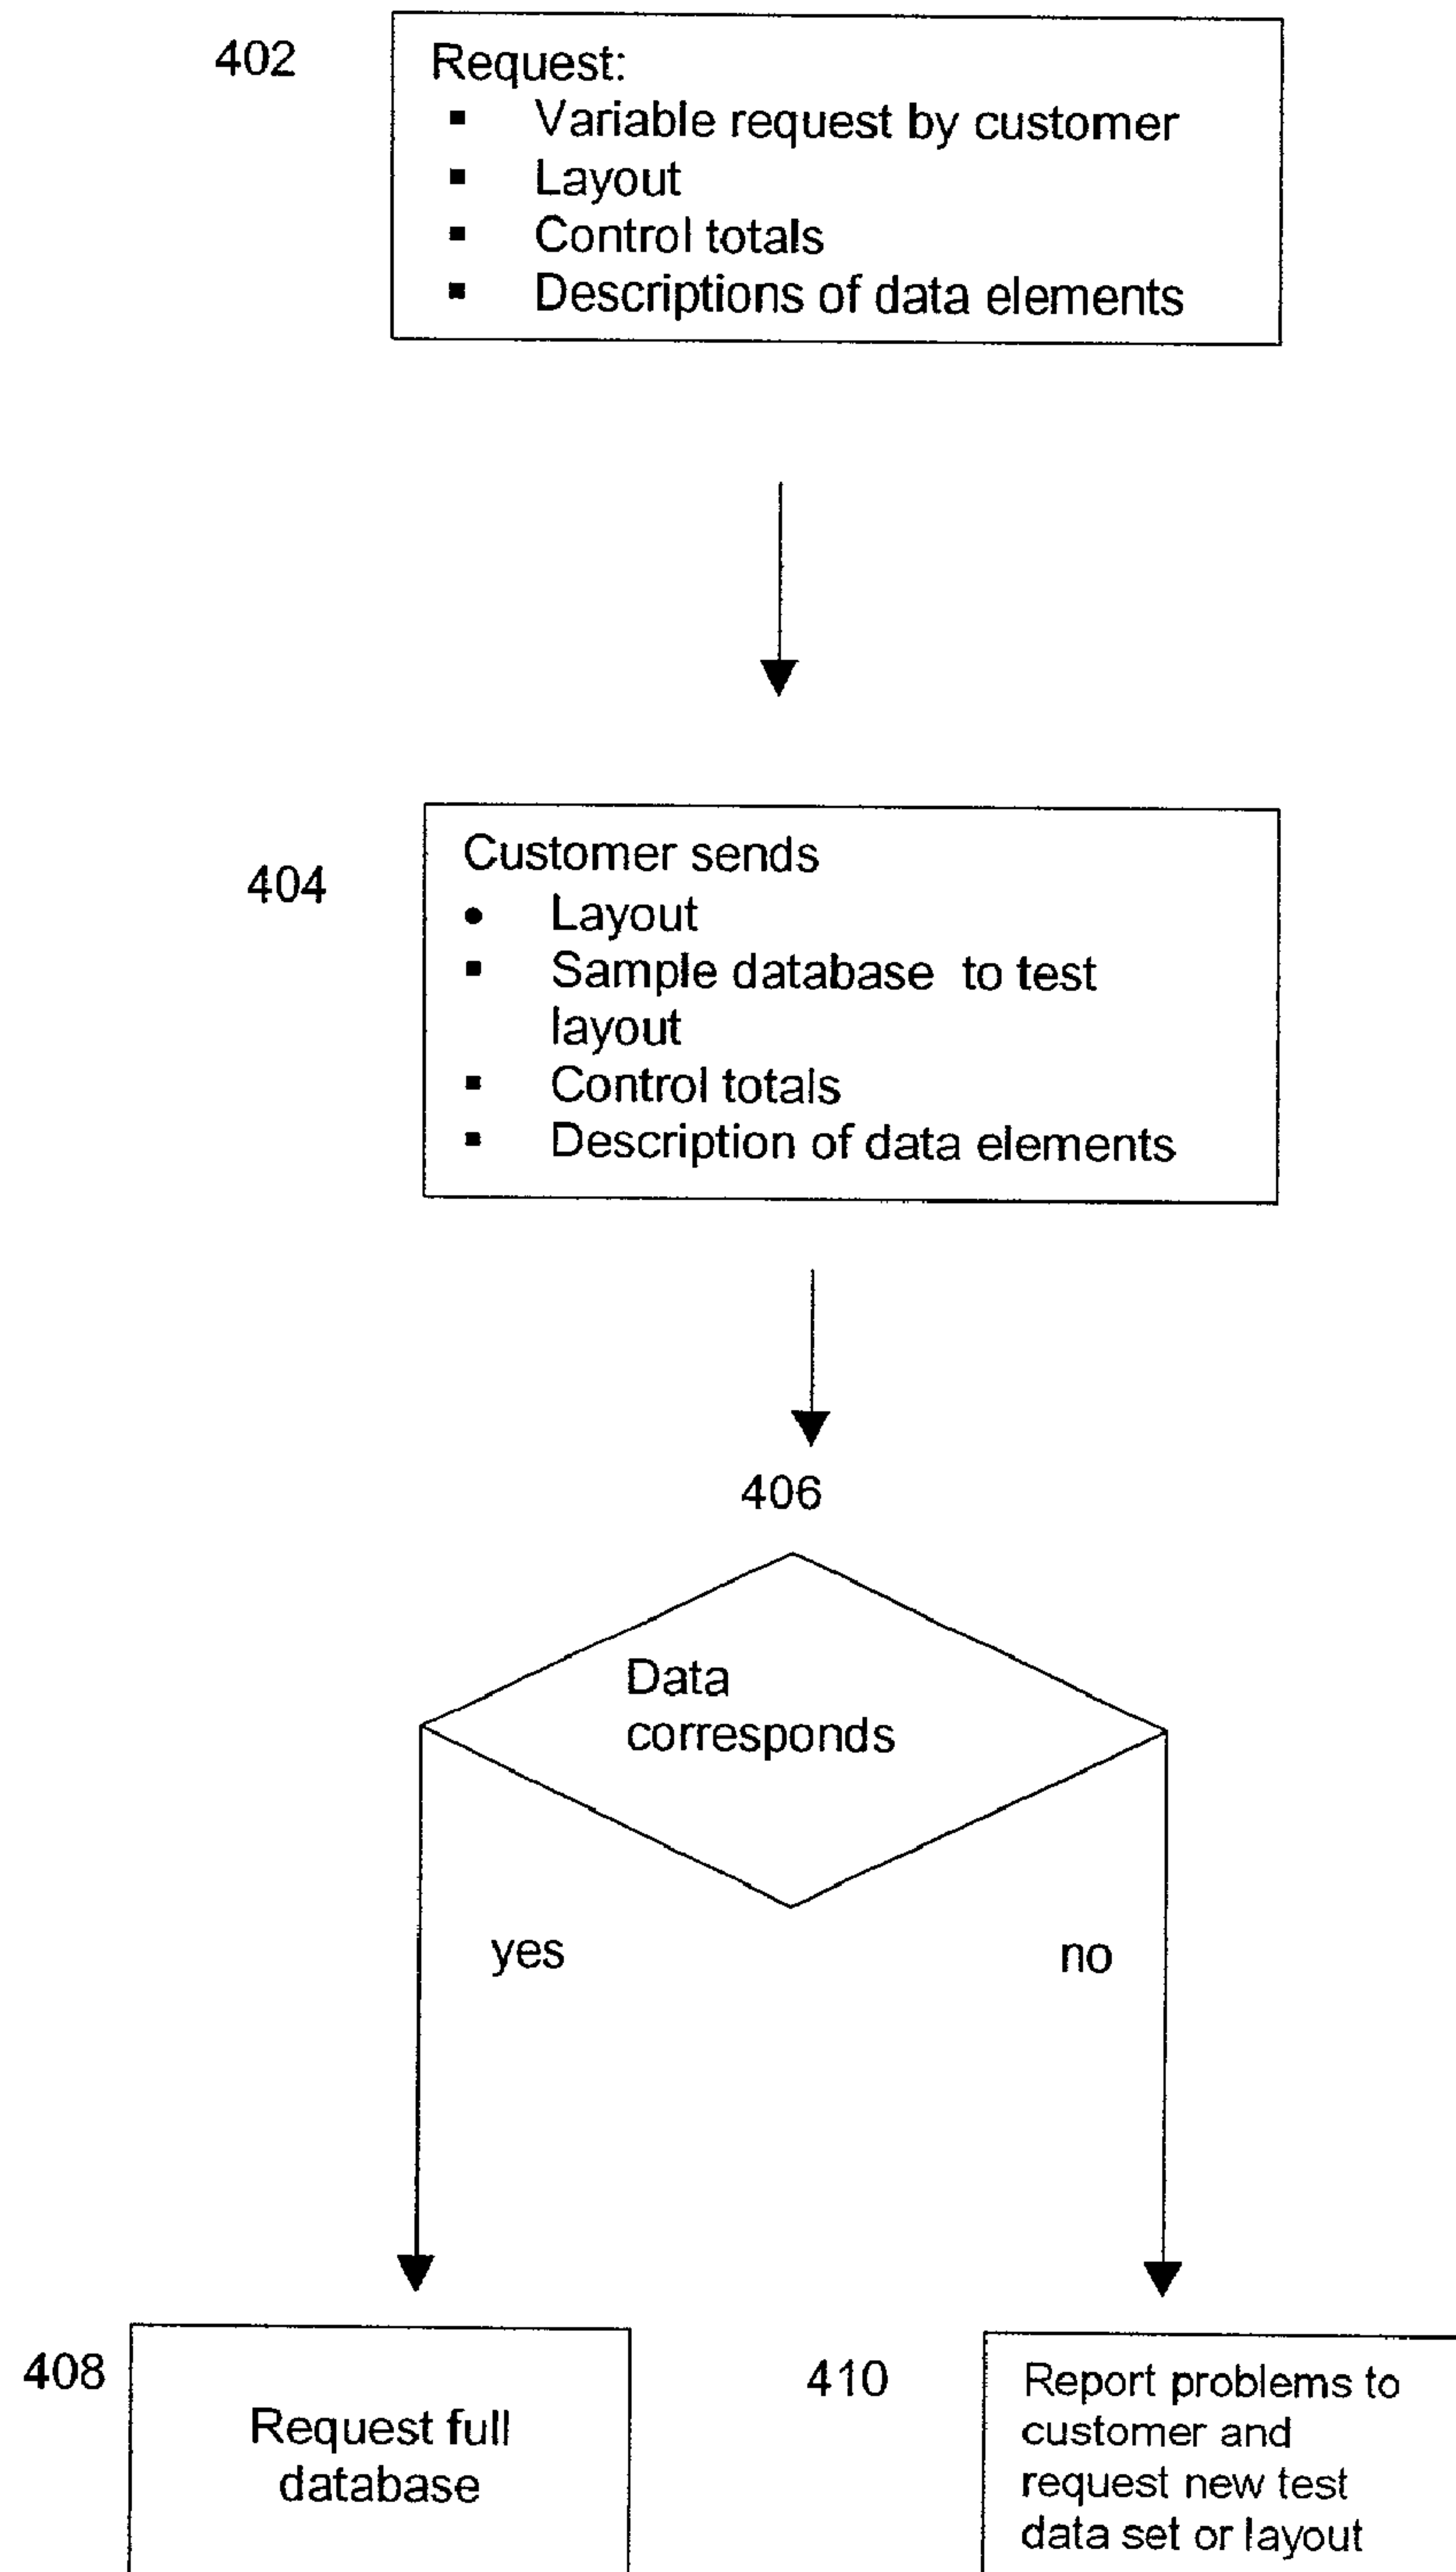 402
Request:
▪ Variable request by customer
▪ Layout
▪ Control totals
▪ Descriptions of data elements
404
Customer sends
• Layout
▪ Sample database to test
layout
▪ Control totals
▪ Description of data elements
406
Data
corresponds
yes
no
408
Request full
database
410
Report problems to
customer and
request new test
data set or layout